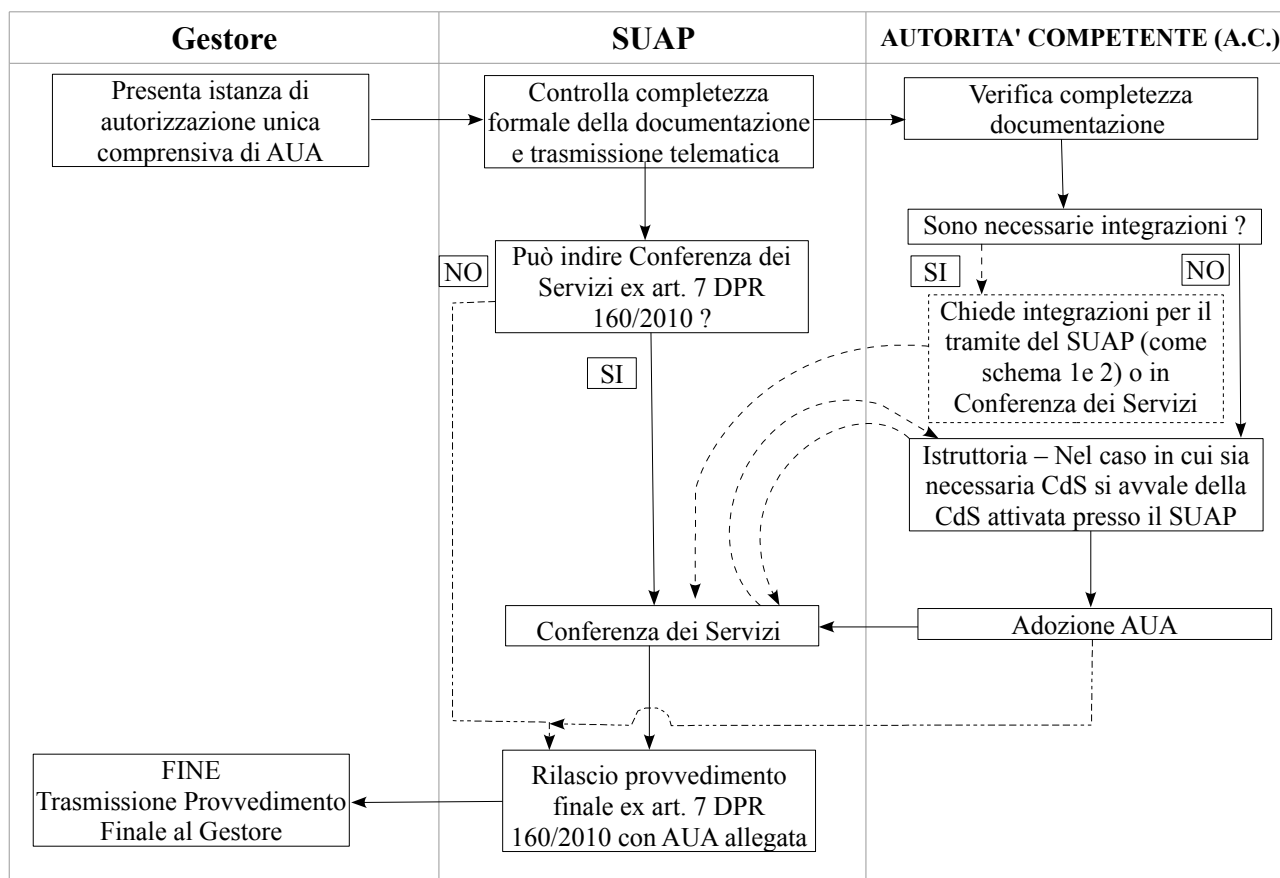 Gestore
SUAP
AUTORITA' COMPETENTE (A.C.)
Presenta istanza di
autorizzazione unica
comprensiva di AUA
Controlla completezza
formale della documentazione
e trasmissione telematica
Verifica completezza
documentazione
Sono necessarie integrazioni ?
SI
NO
Può indire Conferenza dei
Servizi ex art. 7 DPR
160/2010 ?
NO
SI
Chiede integrazioni per il
tramite del SUAP (come
schema 1e 2) o in
Conferenza dei Servizi
Istruttoria – Nel caso in cui sia
necessaria CdS si avvale della
CdS attivata presso il SUAP
Conferenza dei Servizi
Adozione AUA
Rilascio provvedimento
finale ex art. 7 DPR
160/2010 con AUA allegata
FINE
Trasmissione Provvedimento
Finale al Gestore